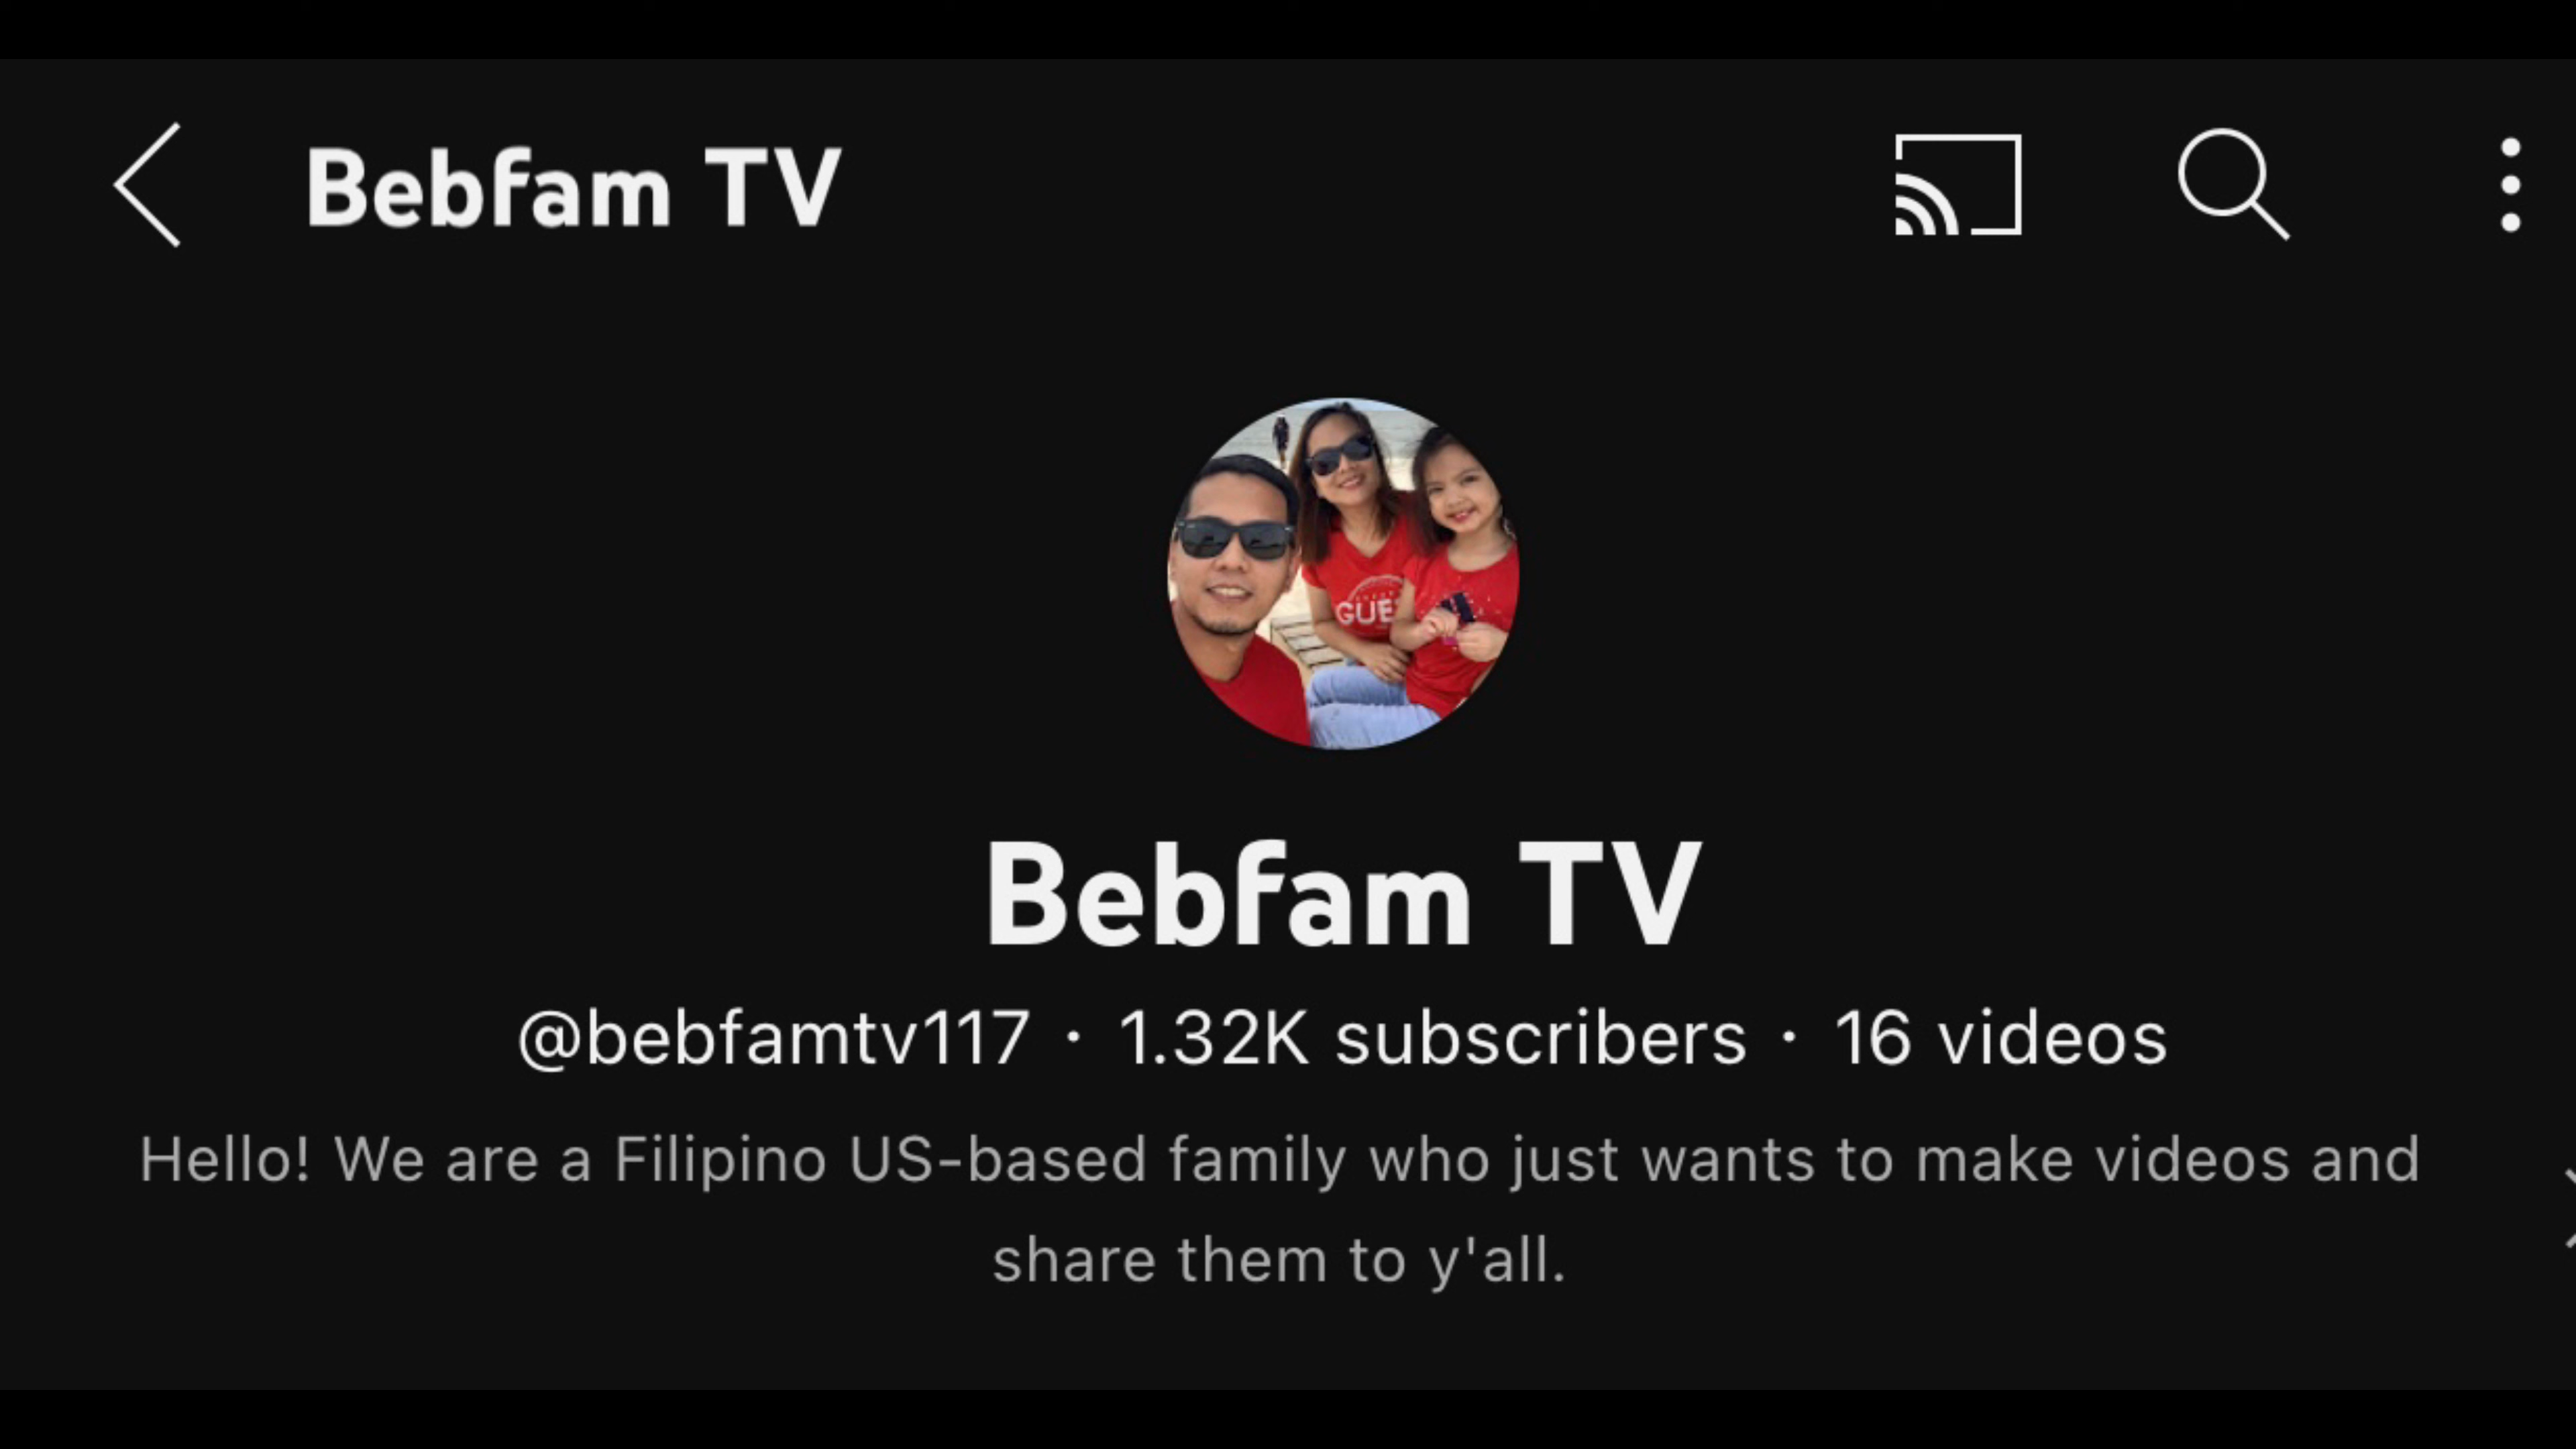 Bebfam TV
GUE
Bebfam TV
@bebfamtv117 · 1.32K subscribers · 16 videos
Hello! We are a Filipino US-based family who just wants to make videos and
share them to y'all.